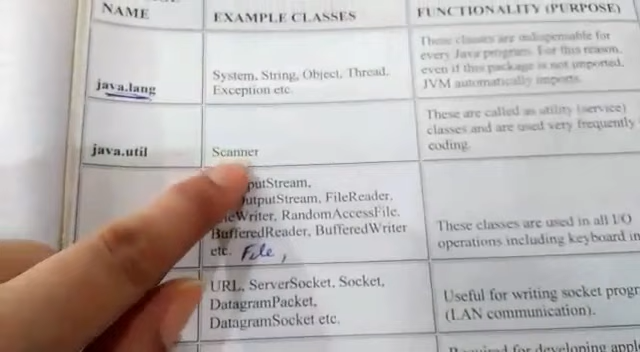 NAME
EXAMPLE CLASSES
FUNCTIONALITY (PURPOSE)
java.lang
System, String, Object, Thread,
Exception etc.
These classes are indispensable for
every Java program. For this reason,
even if this package is not imported,
JVM automatically imports.
java.util
Scanner
These are called as utility (service)
classes and are used very frequently
coding.
putStream,
utputStream, FileReader,
leWriter, RandomAccessFile,
BufferedReader, BufferedWriter
etc. File,
These classes are used in all I/O
operations including keyboard in
URL, ServerSocket, Socket,
DatagramPacket,
DatagramSocket etc.
Useful for writing socket progr
(LAN communication).
Required for developing appl